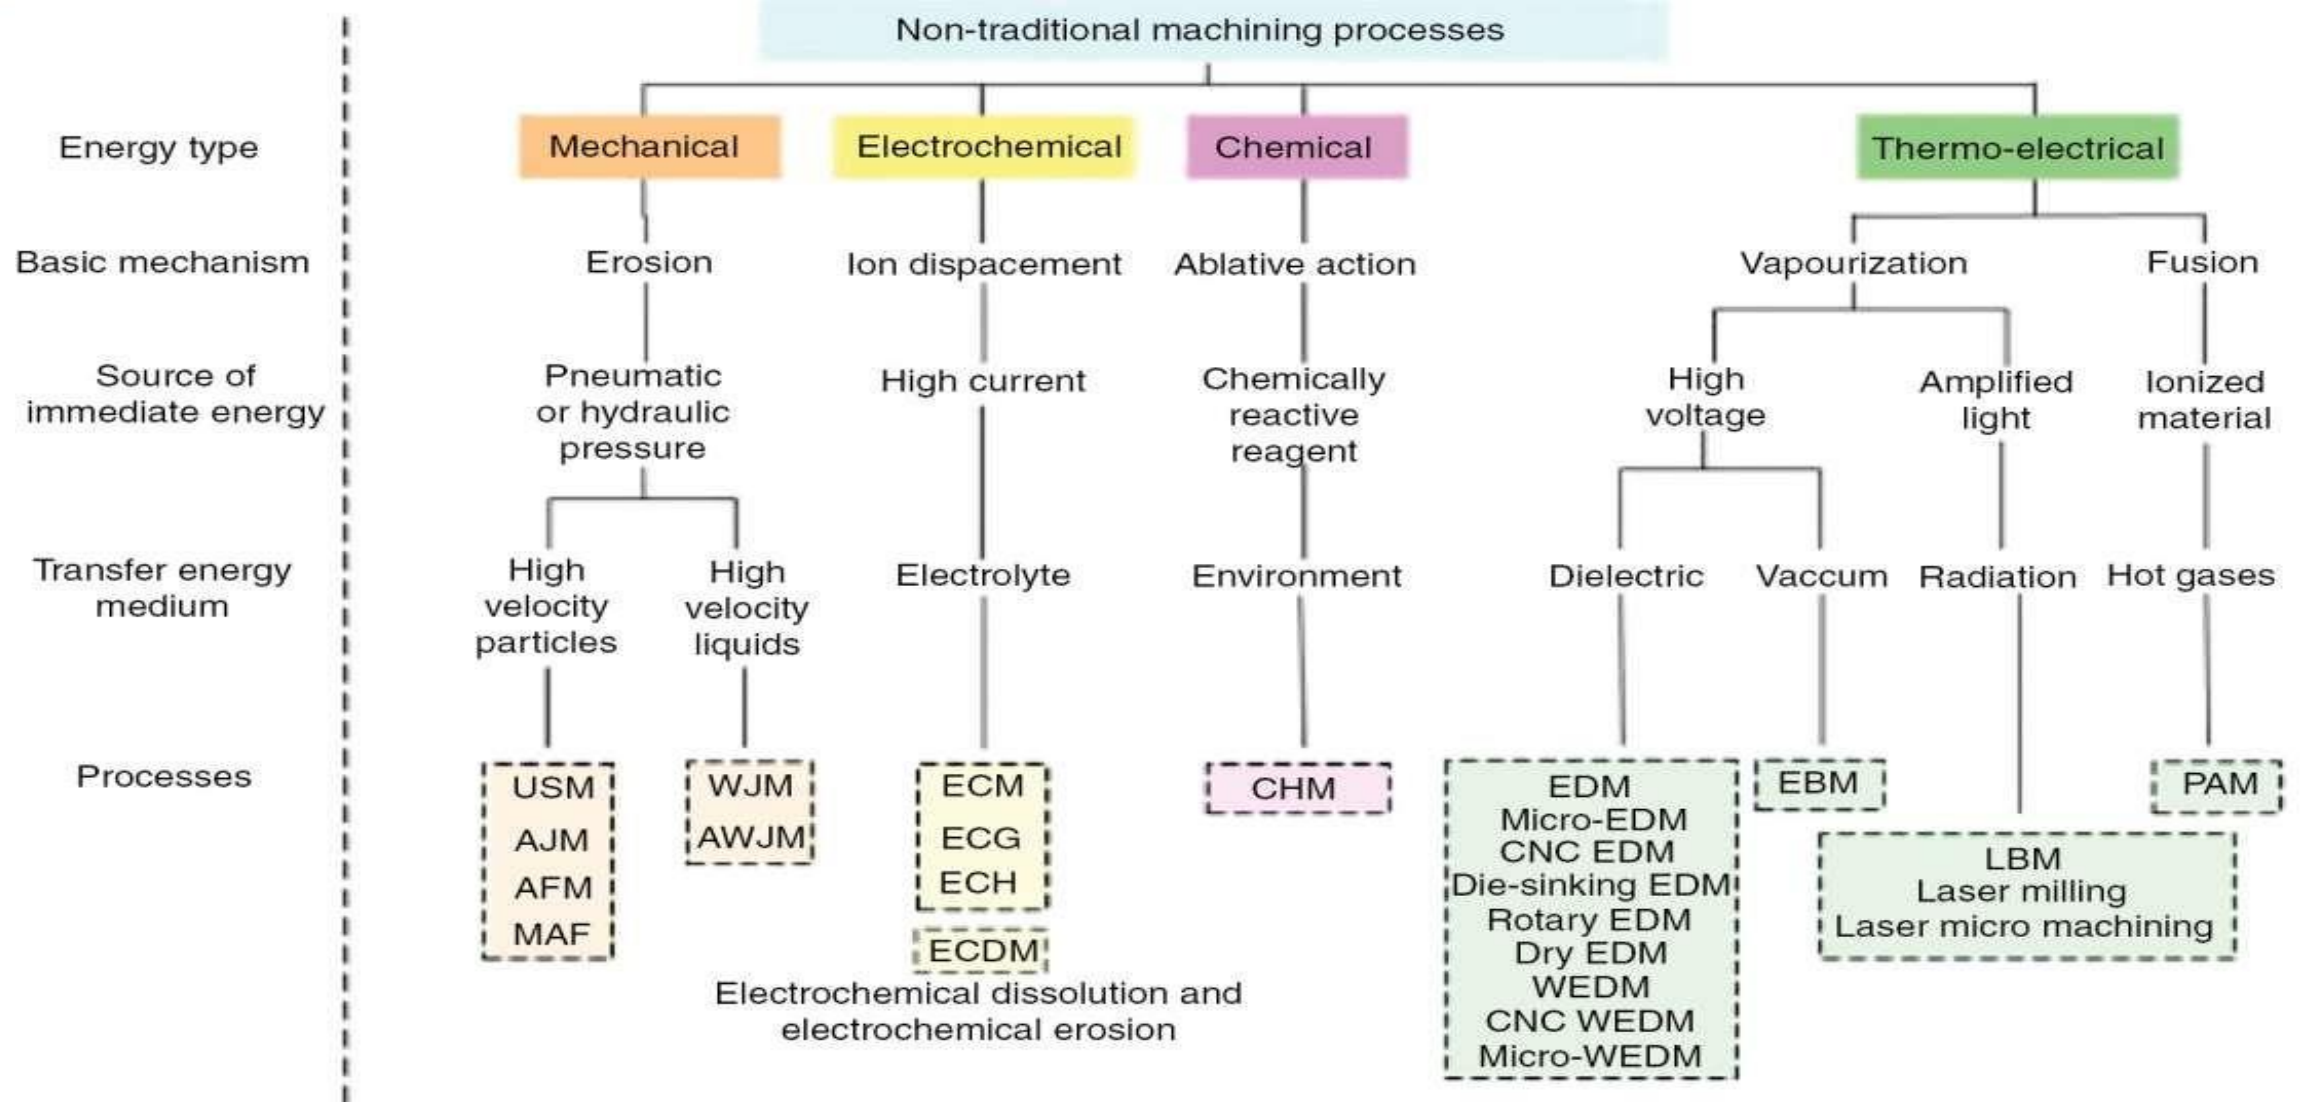 Non-traditional machining processes
Energy type
Mechanical
Electrochemical
Chemical
Thermo-electrical
Basic mechanism
Erosion
Ion dispacement
Ablative action
Vapourization
Fusion
Source of
immediate energy
Pneumatic
or hydraulic
pressure
High current
Chemically
reactive
reagent
High
voltage
Amplified
light
Ionized
material
Transfer energy
medium
High
velocity
particles
High
velocity
liquids
Electrolyte
Environment
Dielectric
Vaccum
Radiation
Hot gases
Processes
USM
AJM
AFM
MAF
WJM
AWJM
ECM
ECG
ECH
ECDM
Electrochemical dissolution and
electrochemical erosion
CHM
EDM
Micro-EDM
CNC EDM
Die-sinking EDM
Rotary EDM
Dry EDM
WEDM
CNC WEDM
Micro-WEDM
EBM
LBM
Laser milling
Laser micro machining
PAM